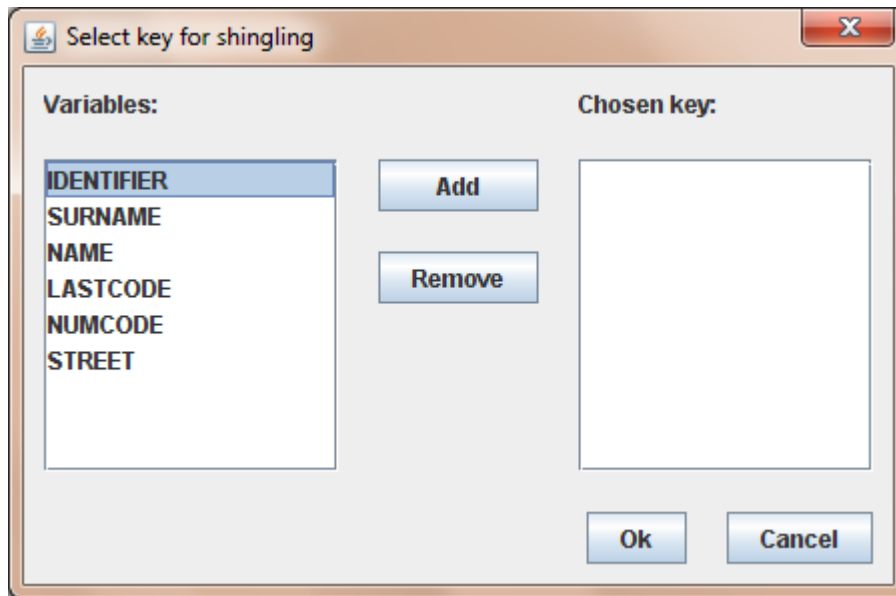 Select key for shingling
Variables:
Chosen key:
IDENTIFIER
SURNAME
NAME
LASTCODE
NUMCODE
STREET
Add
Remove
Ok
Cancel